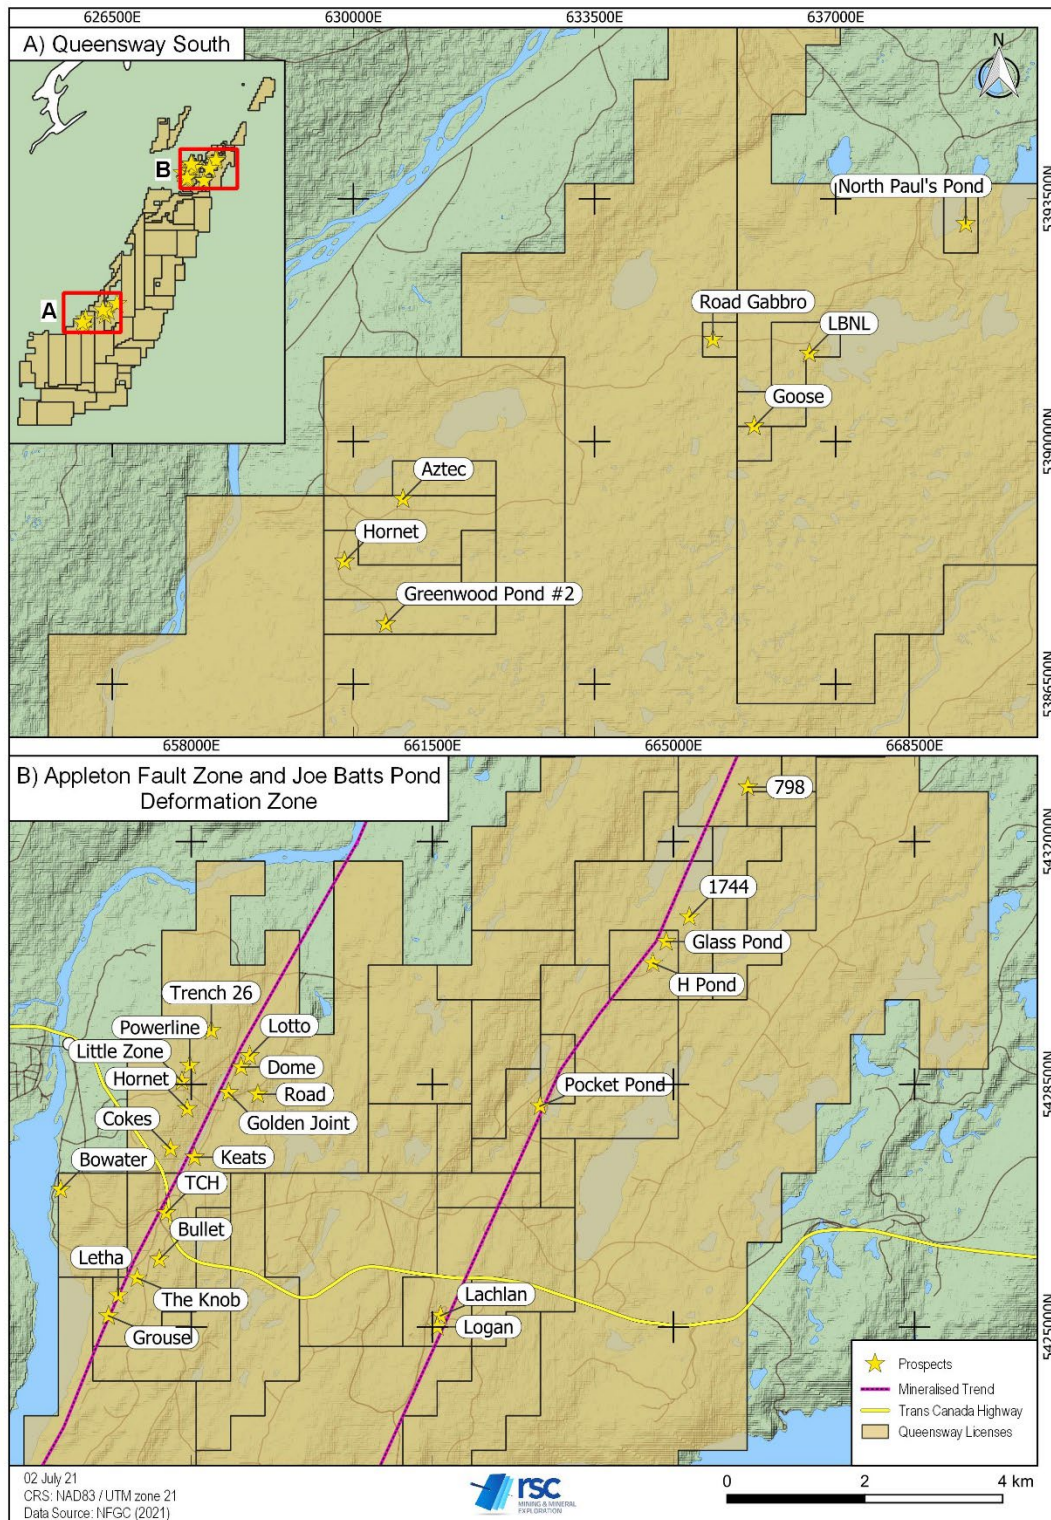 626500E 630000E 633500E 637000E
A) Queensway South
N
B
A
North Paul's Pond
5393500N
Road Gabbro
LBNL
Goose
5390000N
Aztec
Hornet
Greenwood Pond #2
5386500N
658000E 661500E 665000E 668500E
B) Appleton Fault Zone and Joe Batts Pond
Deformation Zone
798
5432000N
1744
Glass Pond
H Pond
Trench 26
Powerline
Lotto
Little Zone
Dome
Hornet
Road
Pocket Pond
5428500N
Cokes
Golden Joint
Bowater
Keats
TCH
Bullet
Letha
The Knob
Lachlan
Grouse
Logan
5425000N
Prospects
Mineralised Trend
Trans Canada Highway
Queensway Licenses
02 July 21
CRS: NAD83 / UTM zone 21
Data Source: NFGC (2021)
rsc
MINING & MINERAL
EXPLORATION
0 2 4 km